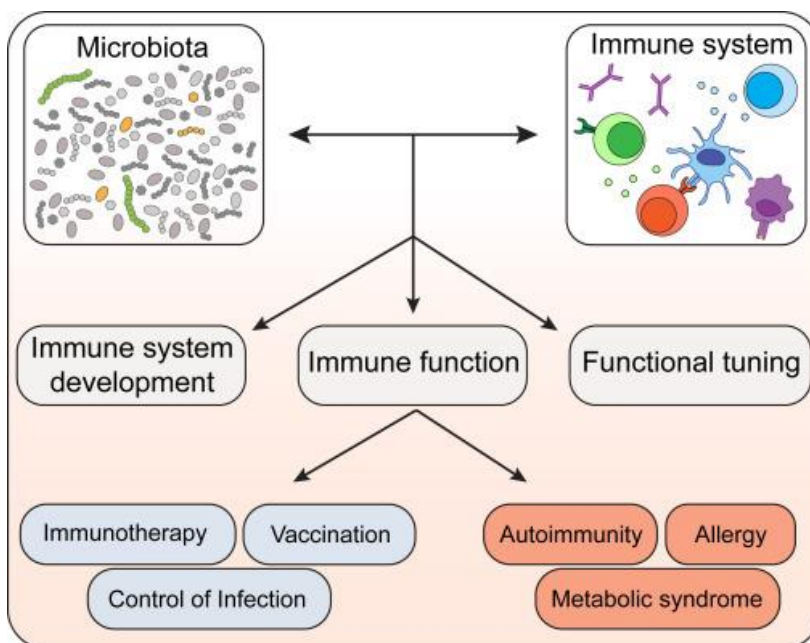 Microbiota
Immune system
Immune system
development
Immune function
Functional tuning
Immunotherapy
Vaccination
Control of Infection
Autoimmunity
Allergy
Metabolic syndrome